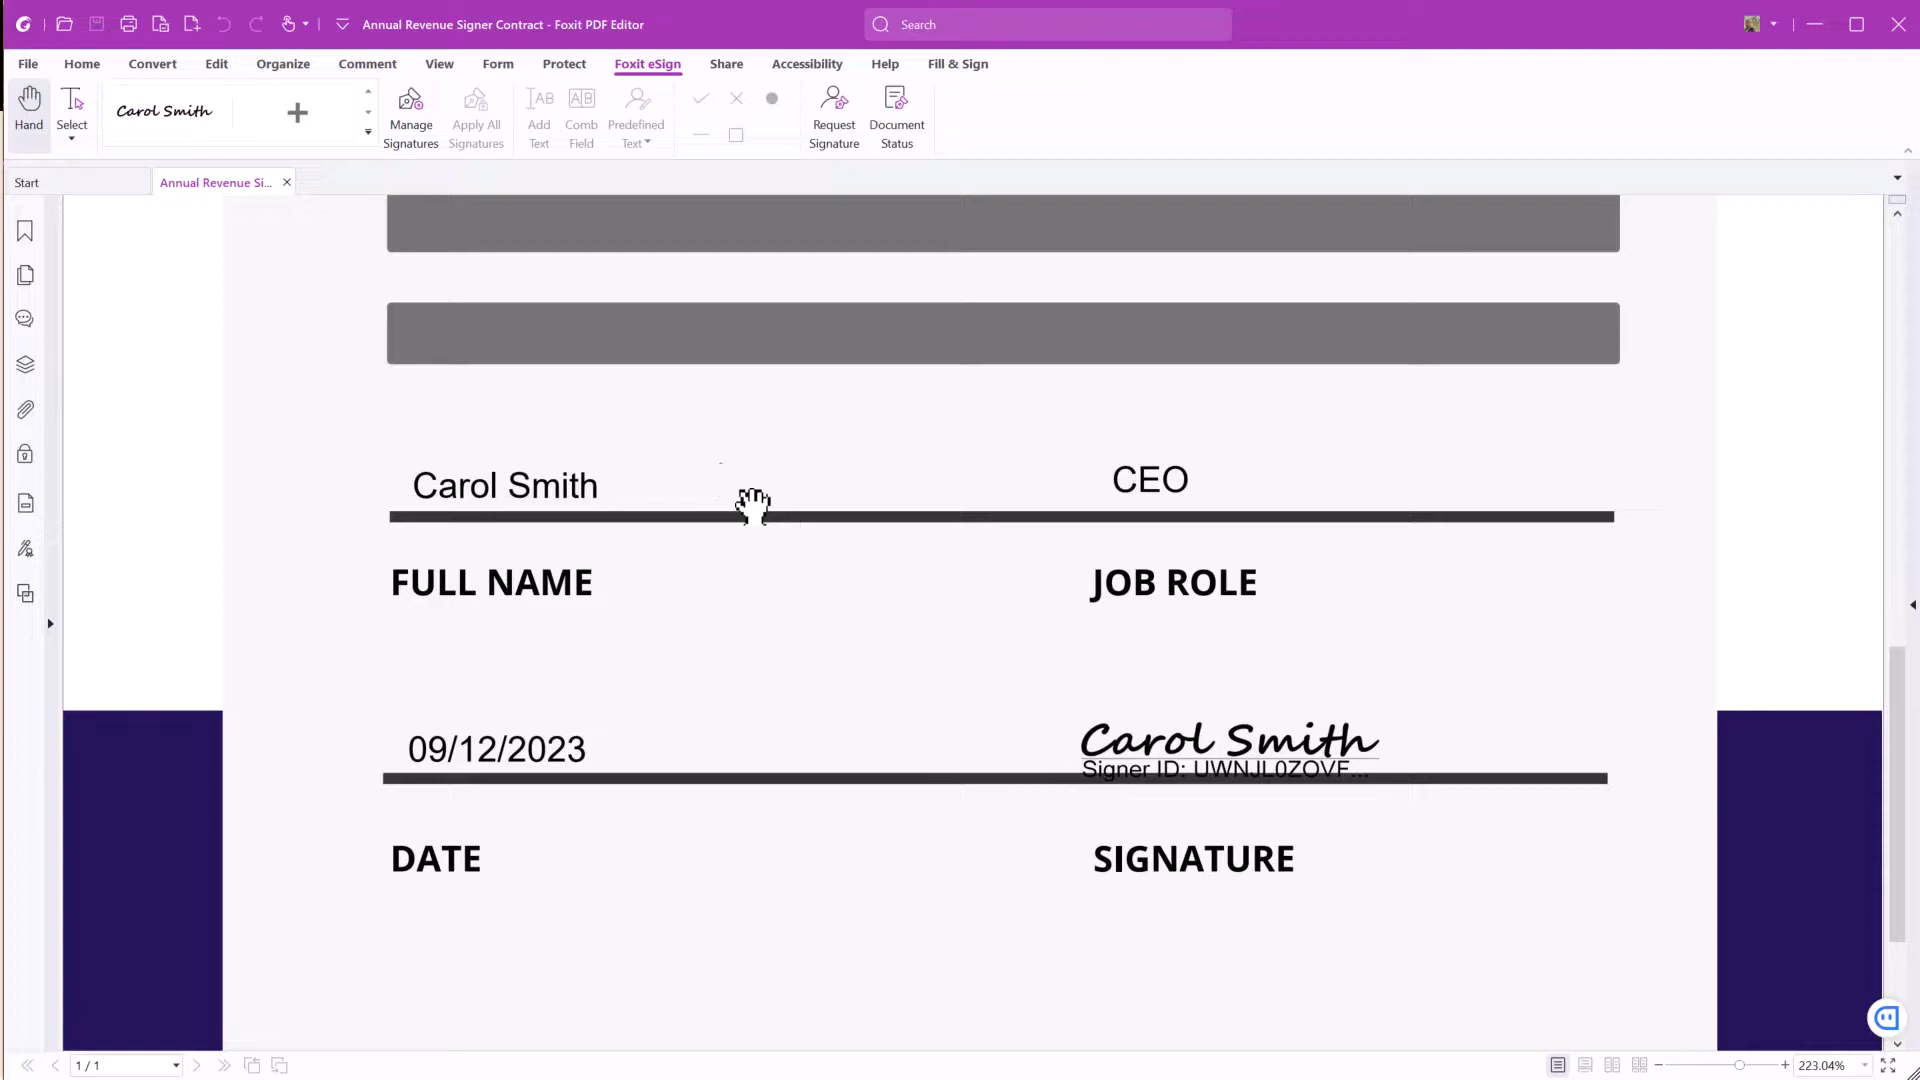 Annual Revenue Signer Contract - Foxit PDF Editor
Search
File Home Convert Edit Organize Comment View Form Protect Foxit eSign Share Accessibility Help Fill & Sign
Hand
Select
Carol Smith
Manage Signatures
Apply All Signatures
Add Text
Comb Field
Predefined Text
Request Signature
Document Status
Start
Annual Revenue Si...
Carol Smith
CEO
FULL NAME
JOB ROLE
09/12/2023
Carol Smith
Signer ID: UWNJL0ZOVF...
DATE
SIGNATURE
1 / 1
223.04%